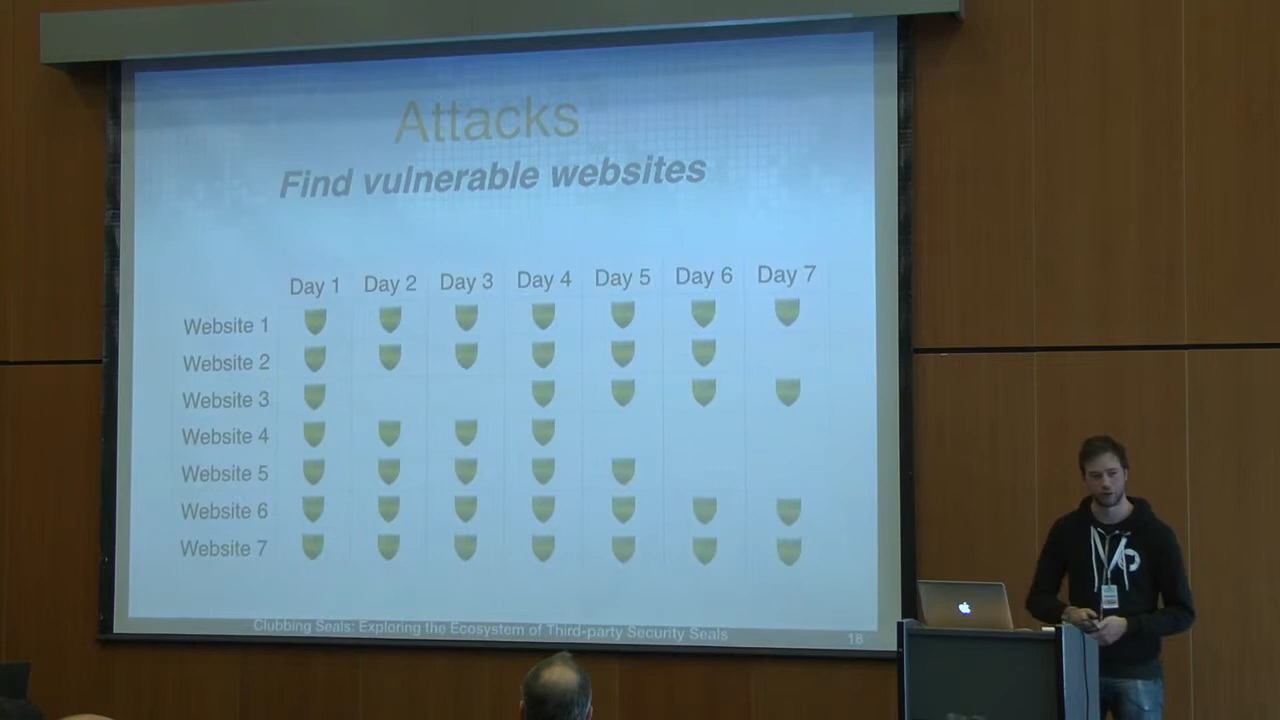 Attacks
Find vulnerable websites
Day 1 Day 2 Day 3 Day 4 Day 5 Day 6 Day 7
Website 1
Website 2
Website 3
Website 4
Website 5
Website 6
Website 7
Clubbing Seals: Exploring the Ecosystem of Third-party Security Seals 18